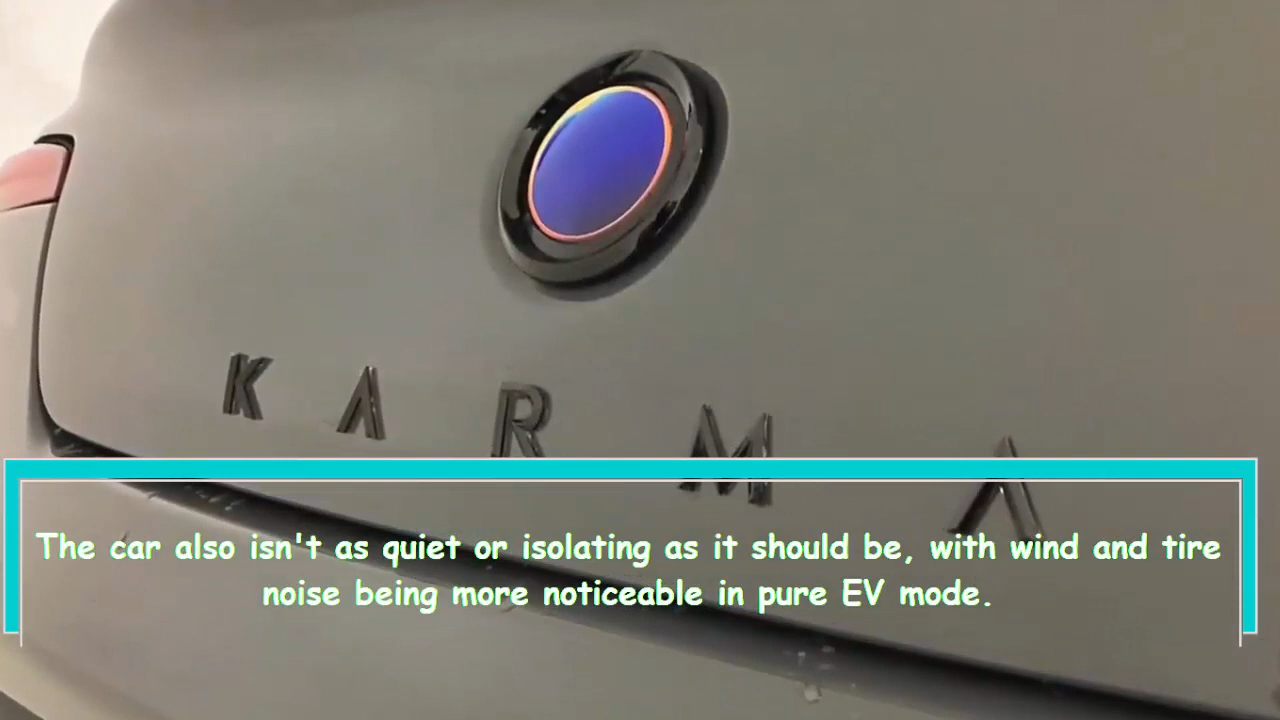 KARMA
The car also isn't as quiet or isolating as it should be, with wind and tire
noise being more noticeable in pure EV mode.